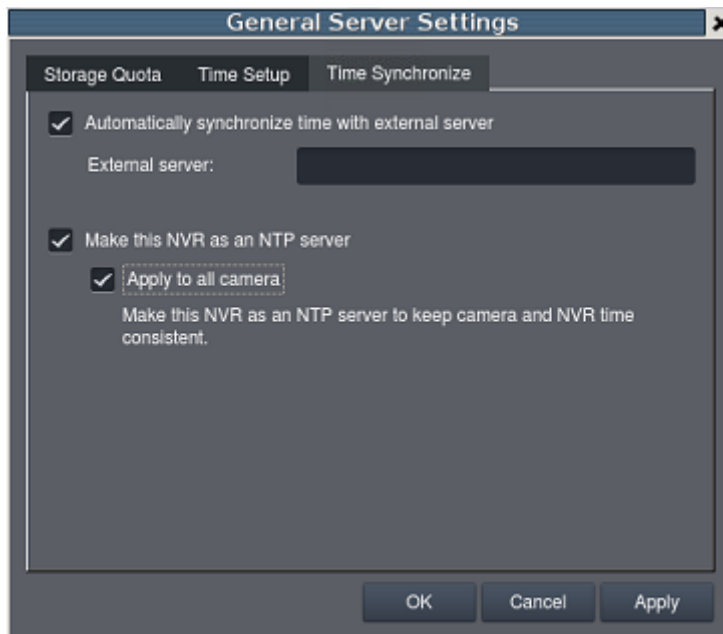 General Server Settings
Storage Quota Time Setup Time Synchronize
Automatically synchronize time with external server
External server:
Make this NVR as an NTP server
Apply to all camera
Make this NVR as an NTP server to keep camera and NVR time
consistent.
OK Cancel Apply